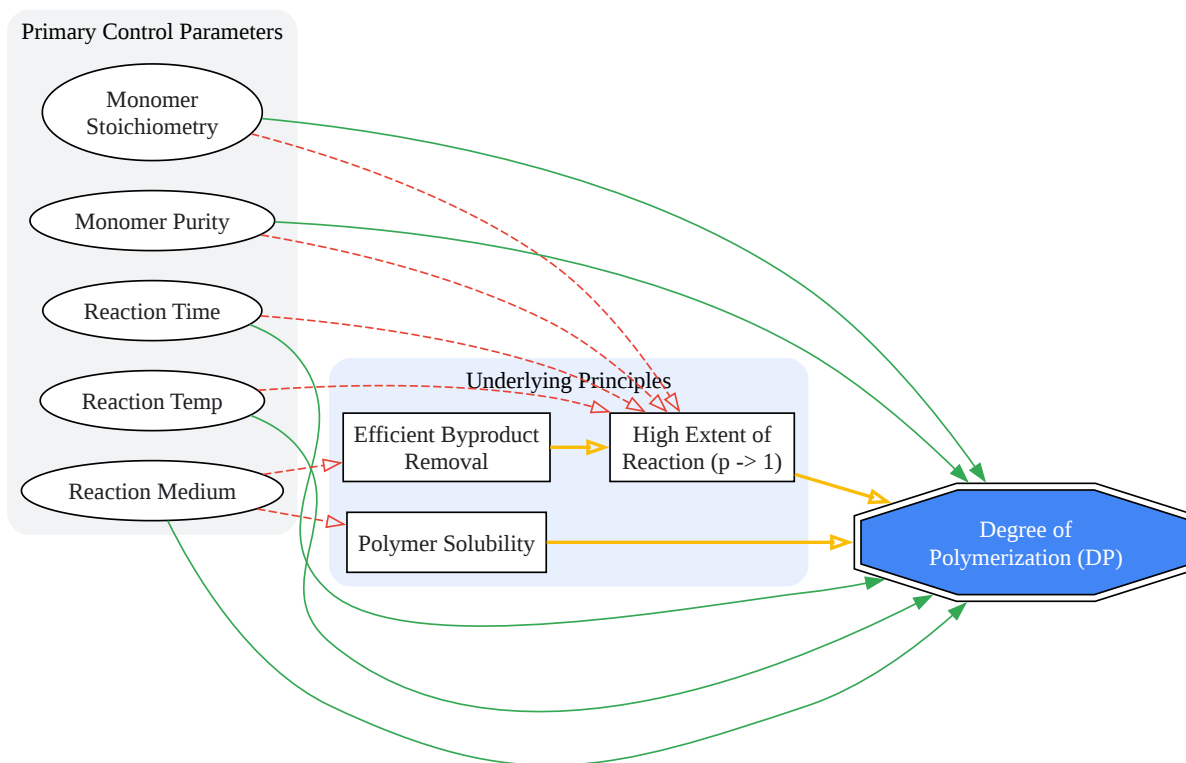 Primary Control Parameters
Monomer
Stoichiometry
Monomer Purity
Reaction Time
Reaction Temp
Reaction Medium
Underlying Principles
Efficient Byproduct
Removal
High Extent of
Reaction (p -> 1)
Polymer Solubility
Degree of
Polymerization (DP)